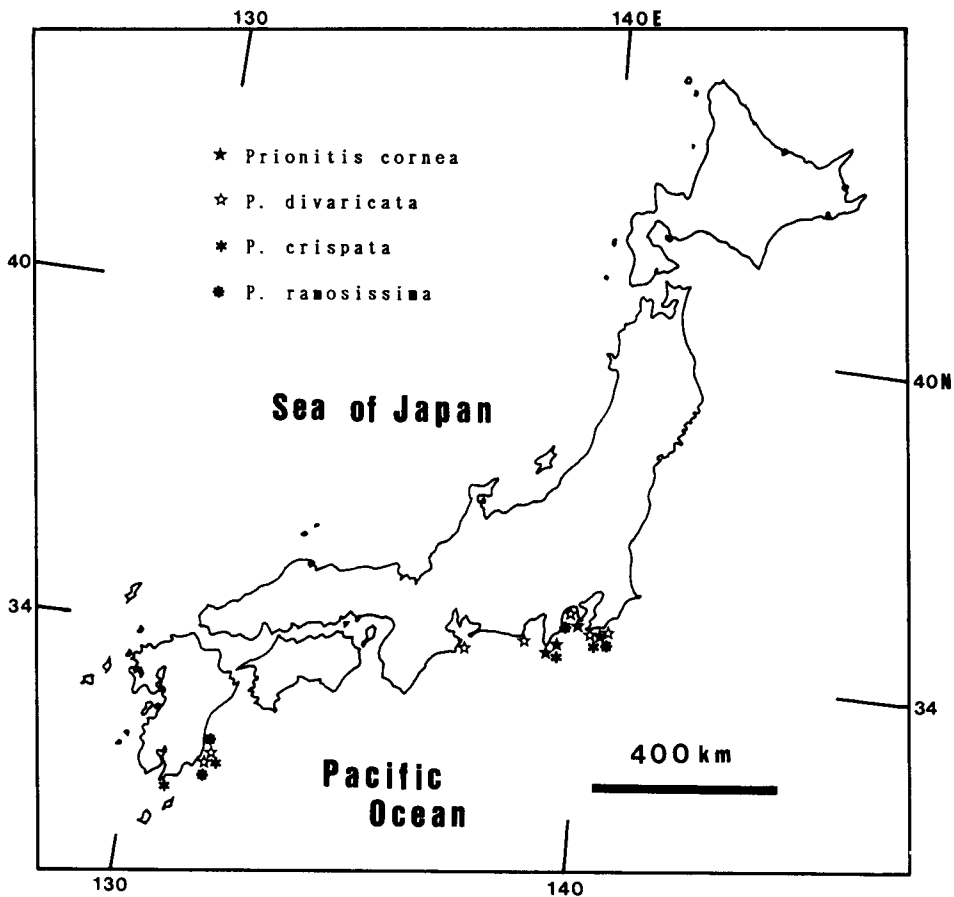 130
140E
★ Prionitis cornea
☆ P. divaricata
* P. crispata
● P. ramosissima
40
40N
Sea of Japan
34
34
400 km
Pacific
Ocean
130
140